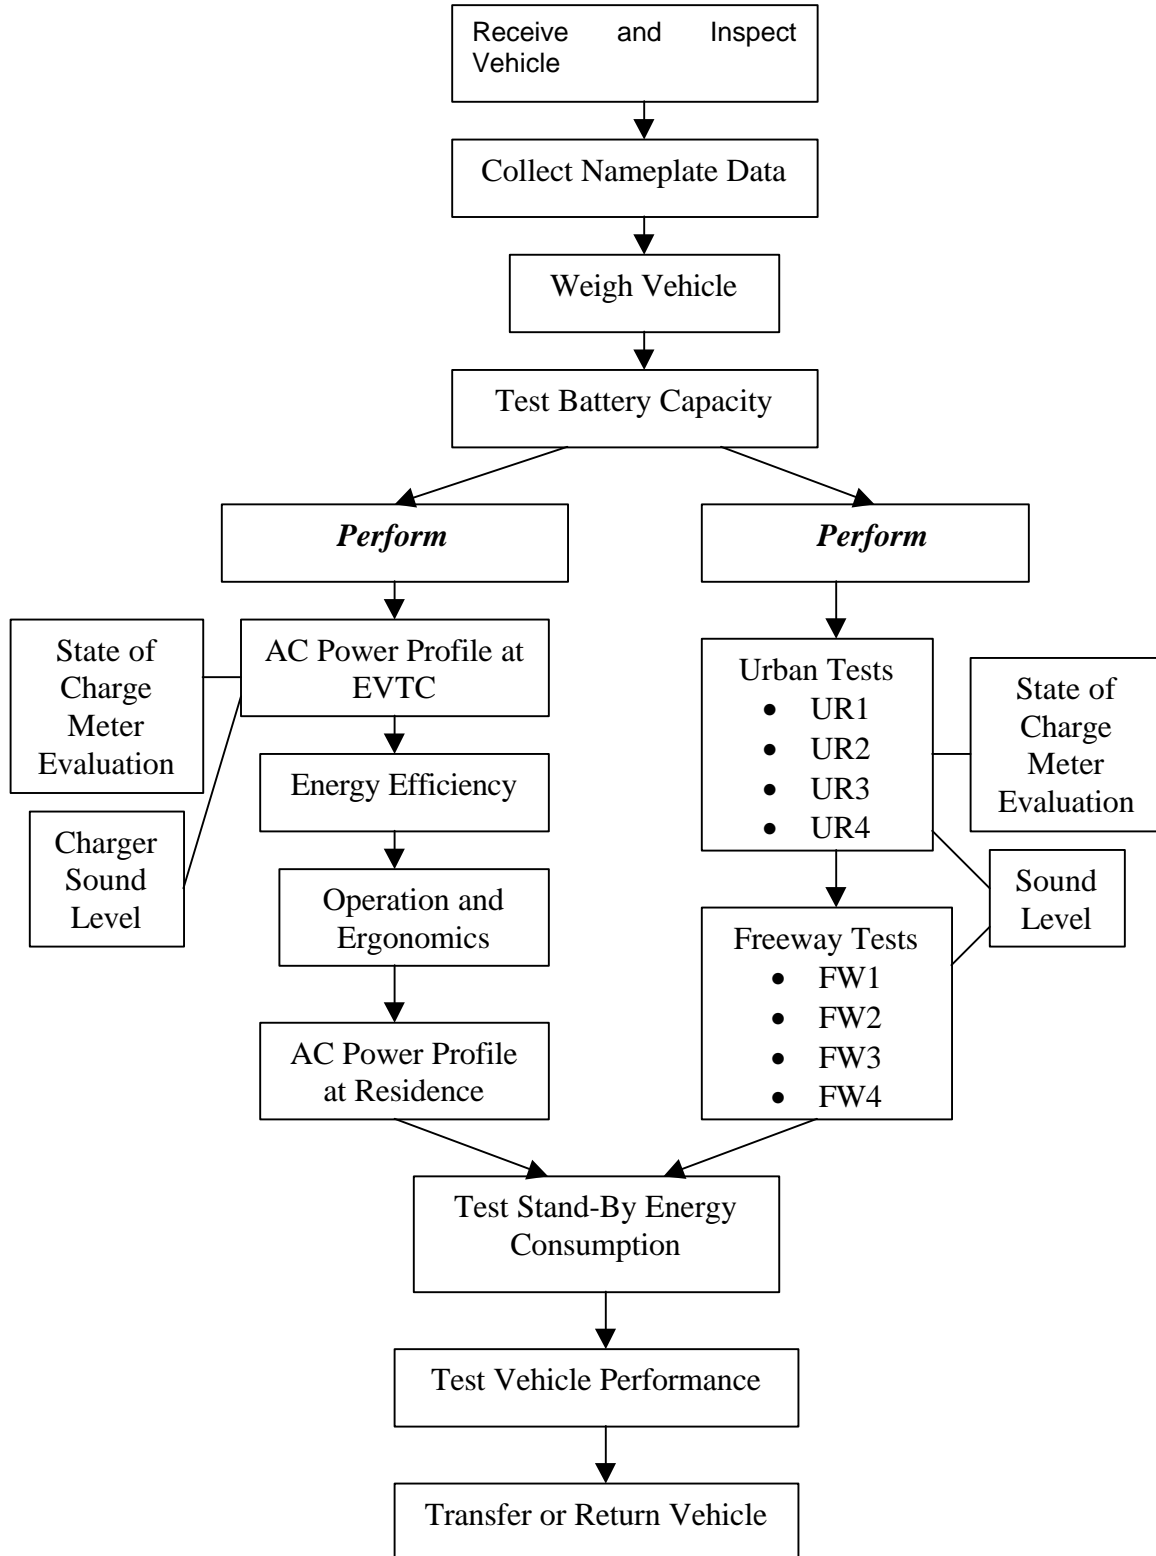 Receive and Inspect
Vehicle
Collect Nameplate Data
Weigh Vehicle
Test Battery Capacity
Perform
Perform
State of
Charge
Meter
Evaluation
AC Power Profile at
EVTC
Charger
Sound
Level
Energy Efficiency
Operation and
Ergonomics
AC Power Profile
at Residence
Urban Tests
• UR1
• UR2
• UR3
• UR4
State of
Charge
Meter
Evaluation
Sound
Level
Freeway Tests
• FW1
• FW2
• FW3
• FW4
Test Stand-By Energy
Consumption
Test Vehicle Performance
Transfer or Return Vehicle